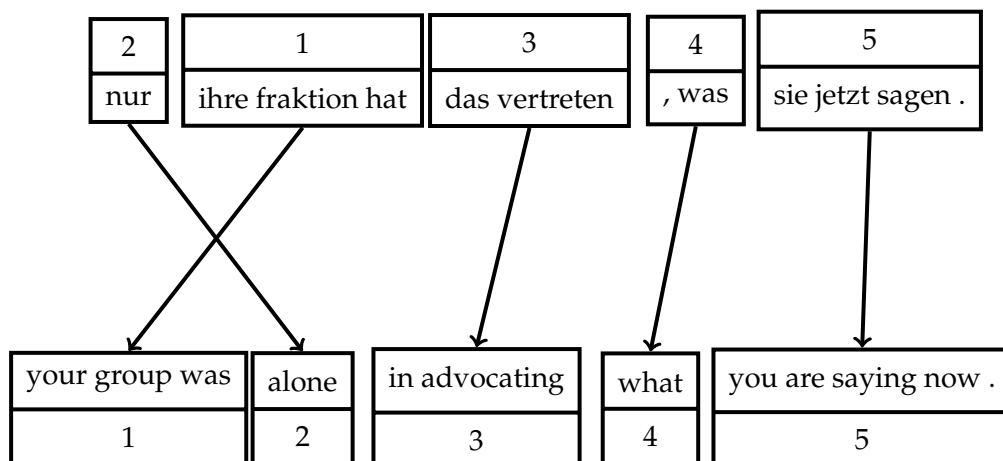 2 1 3 4 5
nur ihre fraktion hat das vertreten , was sie jetzt sagen .
your group was alone in advocating what you are saying now .
1 2 3 4 5